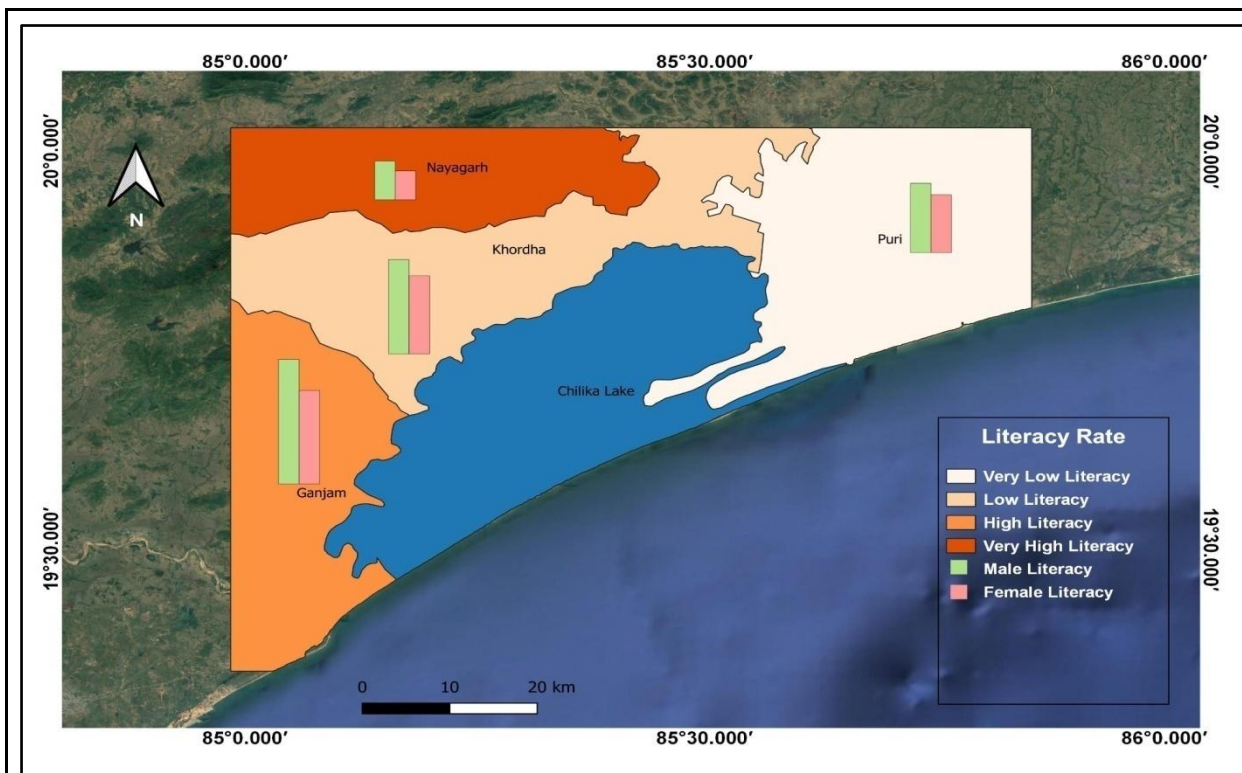 85°0.000′ 85°30.000′ 86°0.000′
20°0.000′
20°0.000′
N
Nayagarh
Khordha
Puri
Chilika Lake
Ganjam
Literacy Rate
Very Low Literacy
Low Literacy
High Literacy
Very High Literacy
Male Literacy
Female Literacy
19°30.000′
19°30.000′
0 10 20 km
85°0.000′ 85°30.000′ 86°0.000′